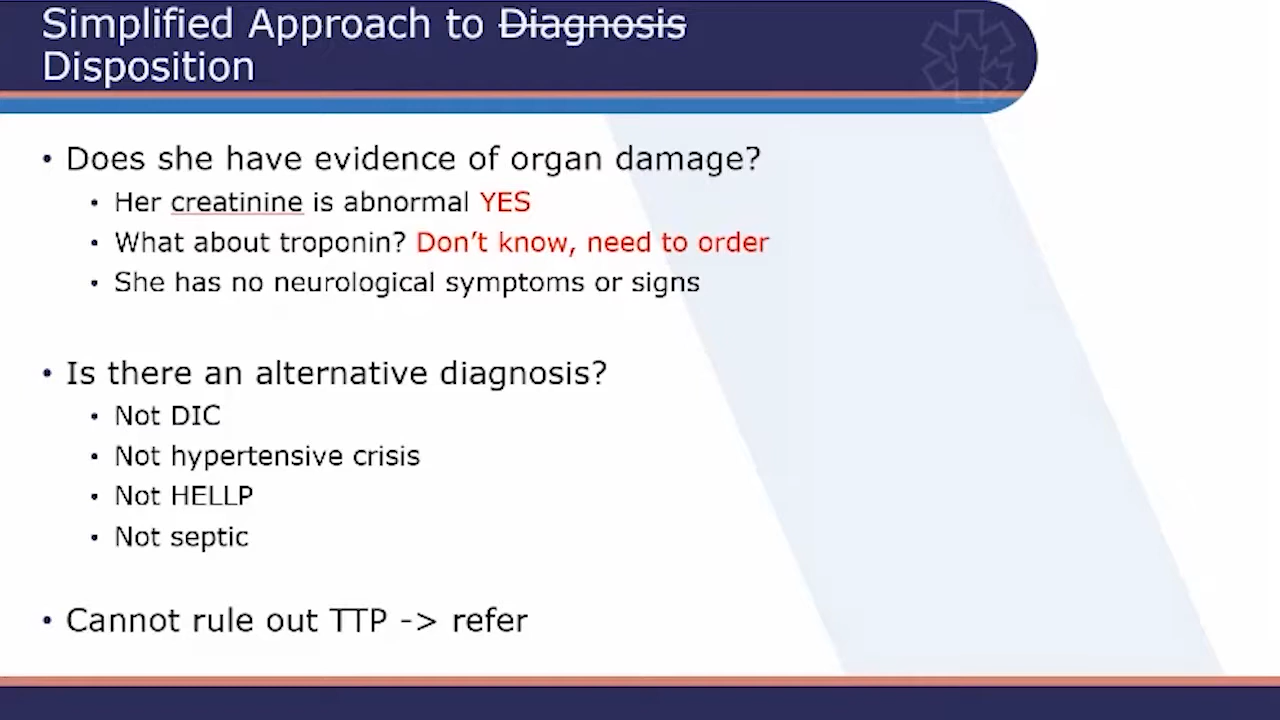 Simplified Approach to Diagnosis
Disposition
• Does she have evidence of organ damage?
• Her creatinine is abnormal YES
• What about troponin? Don't know, need to order
• She has no neurological symptoms or signs
• Is there an alternative diagnosis?
• Not DIC
• Not hypertensive crisis
• Not HELLP
• Not septic
• Cannot rule out TTP -> refer